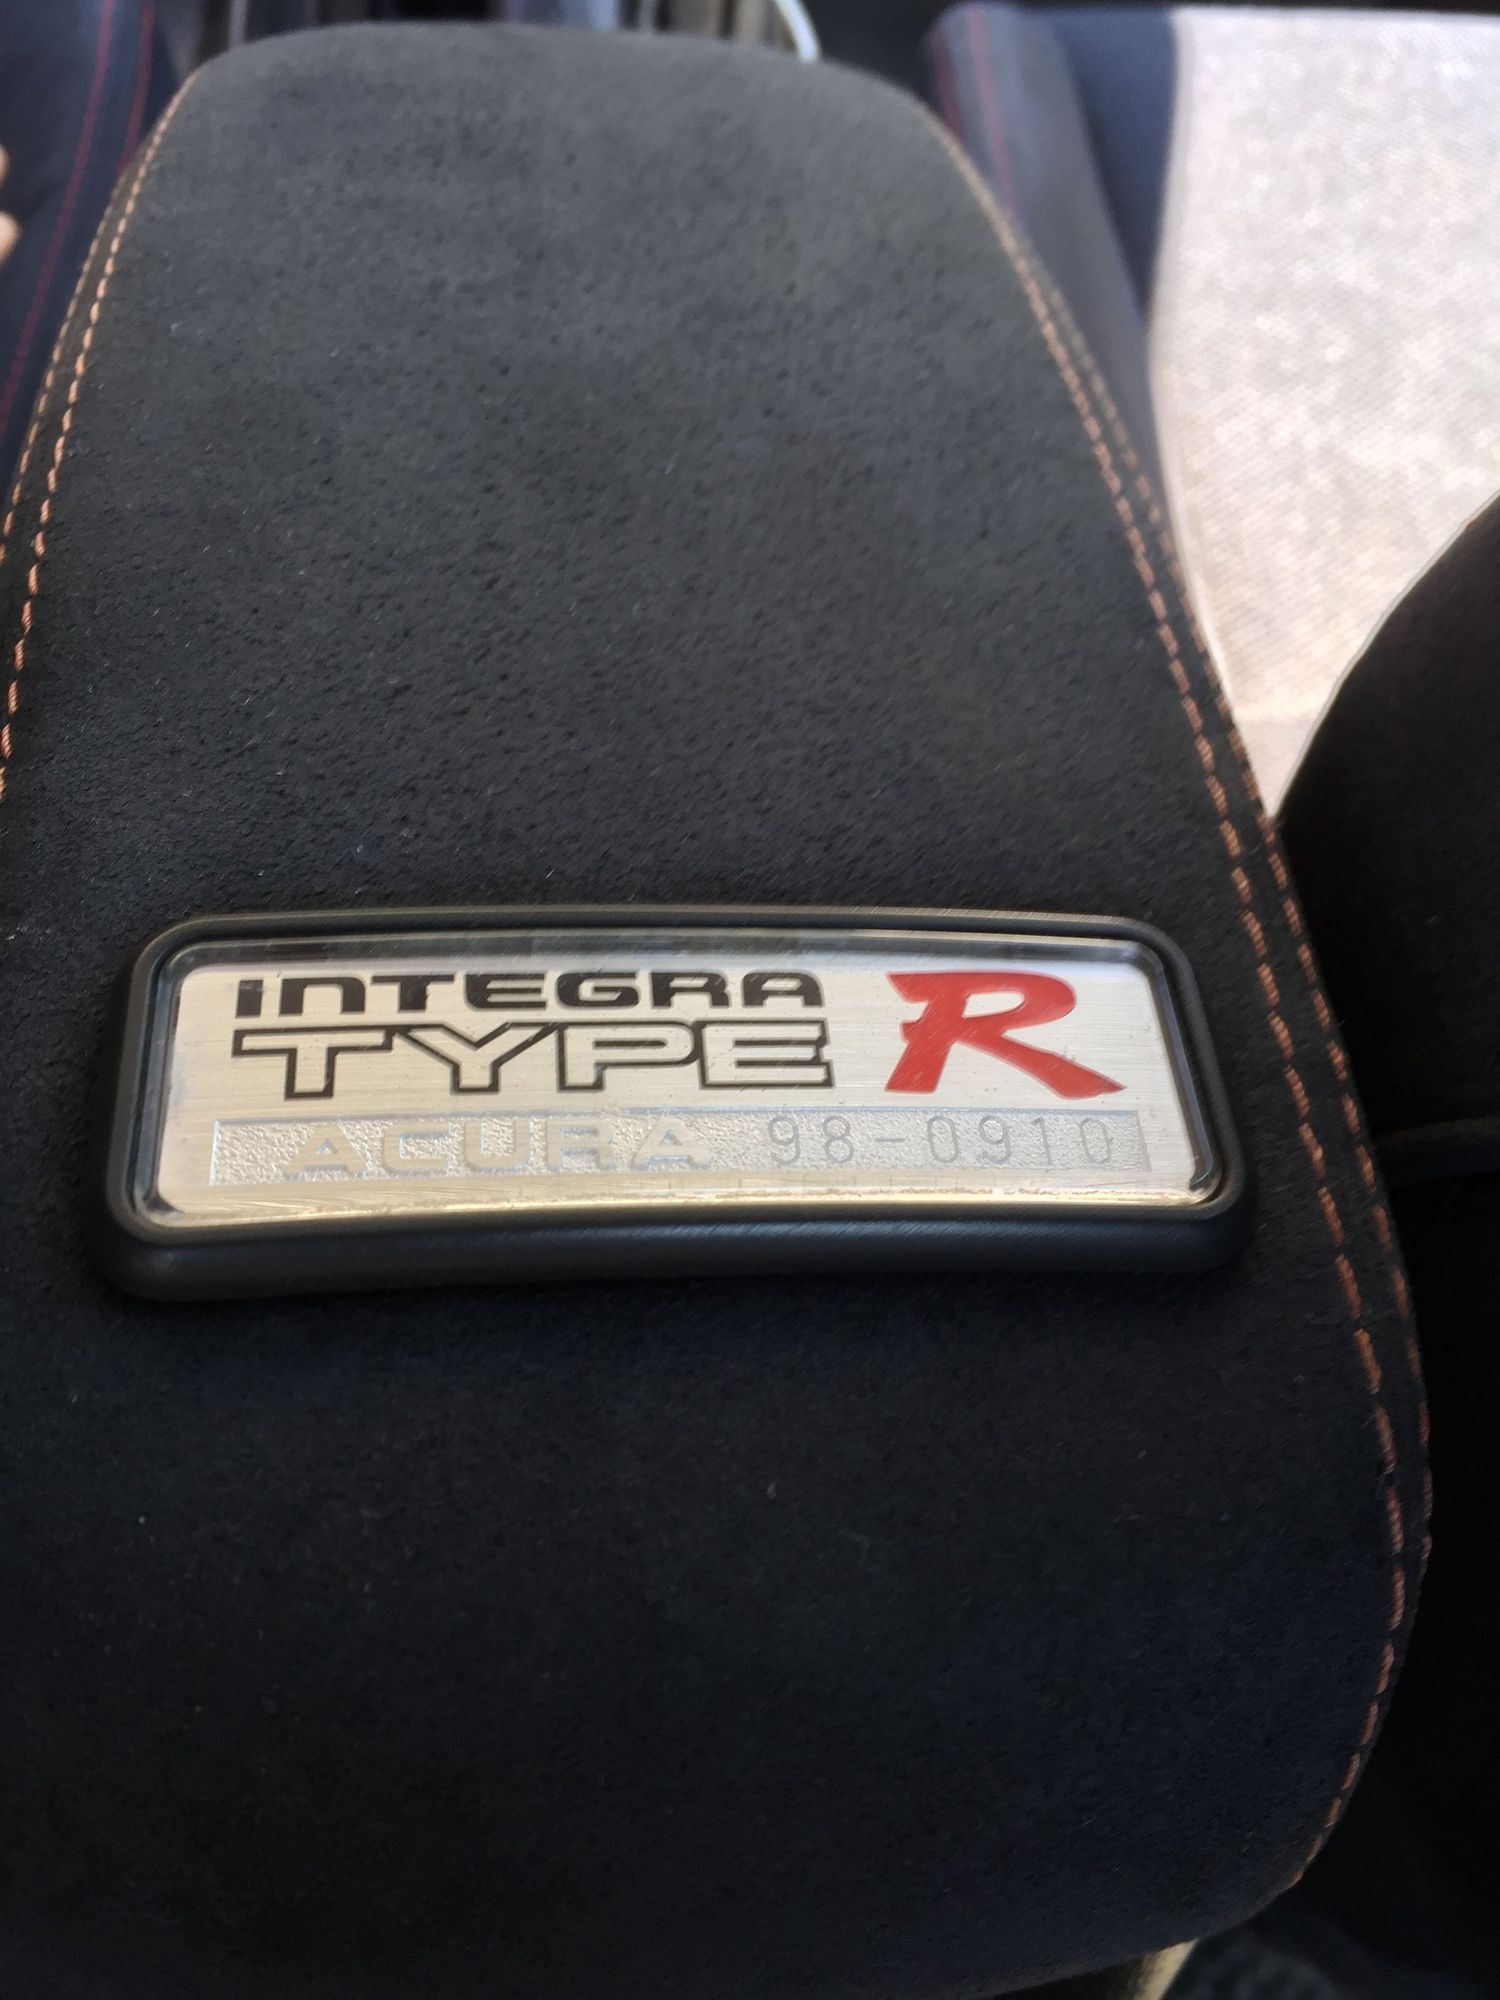 INTEGRA
TYPE R
ACURA 98-0910